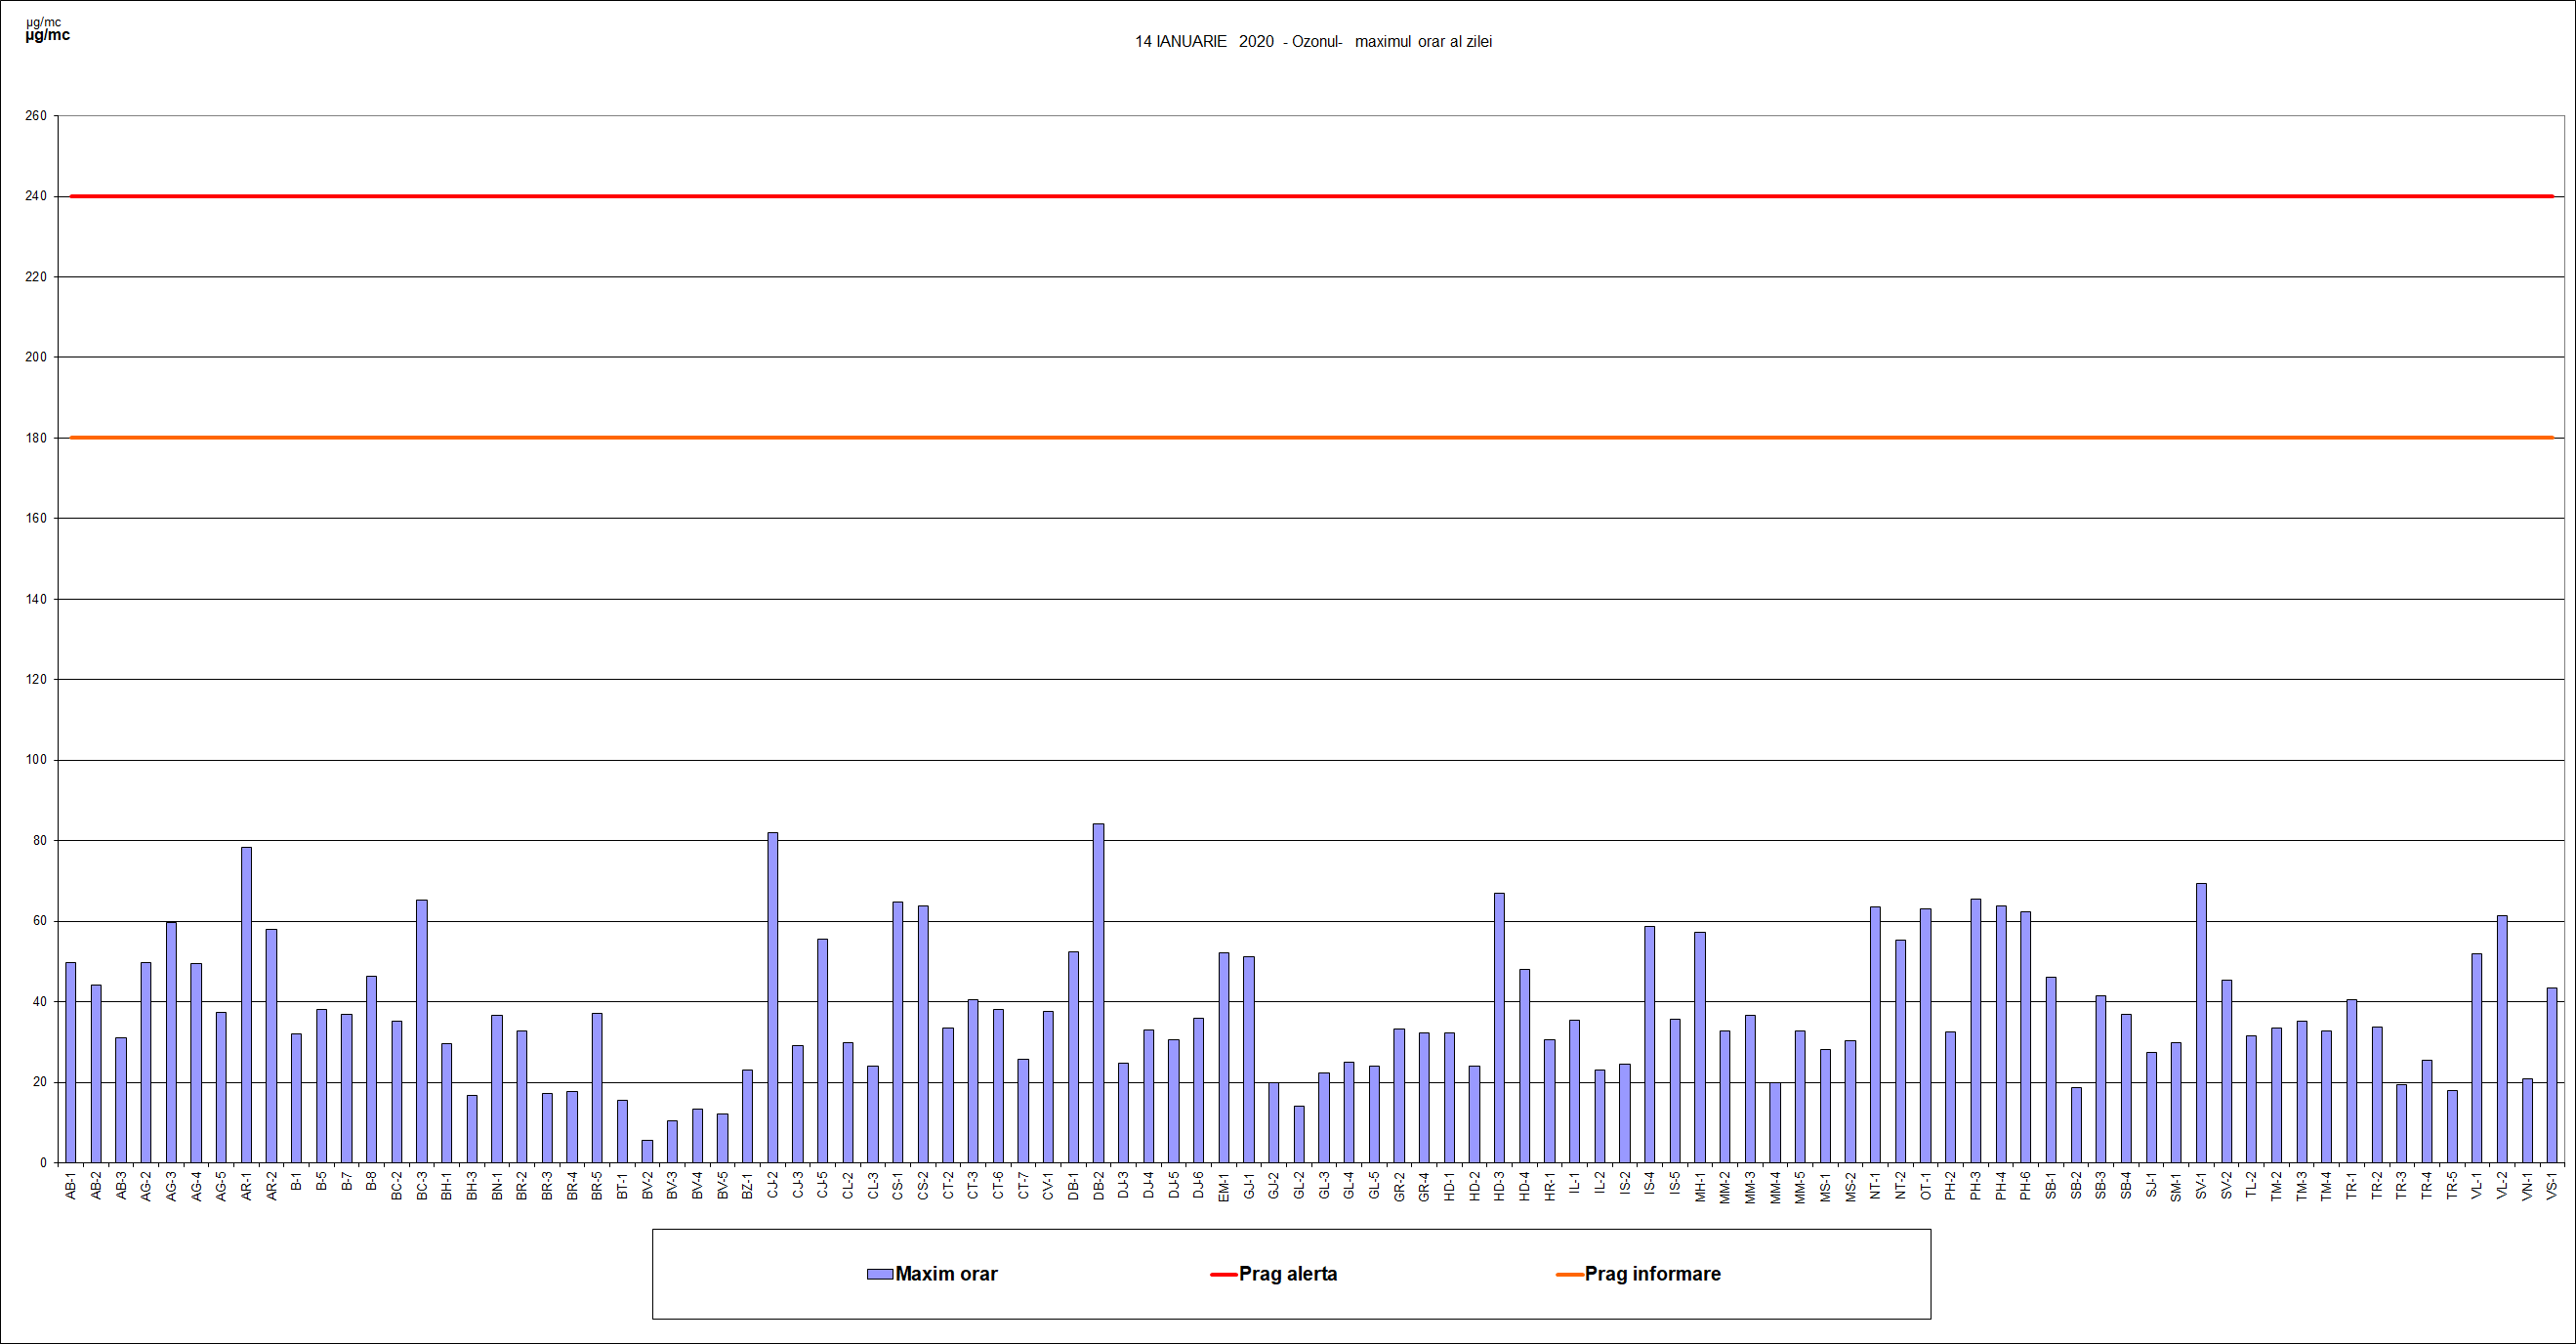 µg/mc
µg/mc
14 IANUARIE 2020 - Ozonul- maximul orar al zilei
260
240
220
200
180
160
140
120
100
80
60
40
20
0
AB-1 AB-2 AB-3 AG-2 AG-3 AG-4 AG-5 AR-1 AR-2 B-1 B-5 B-7 B-8 BC-2 BC-3 BH-1 BH-3 BN-1 BR-2 BR-3 BR-4 BR-5 BT-1 BV-2 BV-3 BV-4 BV-5 BZ-1 CJ-2 CJ-3 CJ-5 CL-2 CL-3 CS-1 CS-2 CT-2 CT-3 CT-6 CT-7 CV-1 DB-1 DB-2 DJ-3 DJ-4 DJ-5 DJ-6 EM-1 GJ-1 GJ-2 GL-2 GL-3 GL-4 GL-5 GR-2 GR-4 HD-1 HD-2 HD-3 HD-4 HR-1 IL-1 IL-2 IS-2 IS-4 IS-5 MH-1 MM-2 MM-3 MM-4 MM-5 MS-1 MS-2 NT-1 NT-2 OT-1 PH-2 PH-3 PH-4 PH-6 SB-1 SB-2 SB-3 SB-4 SJ-1 SM-1 SV-1 SV-2 TL-2 TM-2 TM-3 TM-4 TR-1 TR-2 TR-3 TR-4 TR-5 VL-1 VL-2 VN-1 VS-1
Maxim orar Prag alerta Prag informare